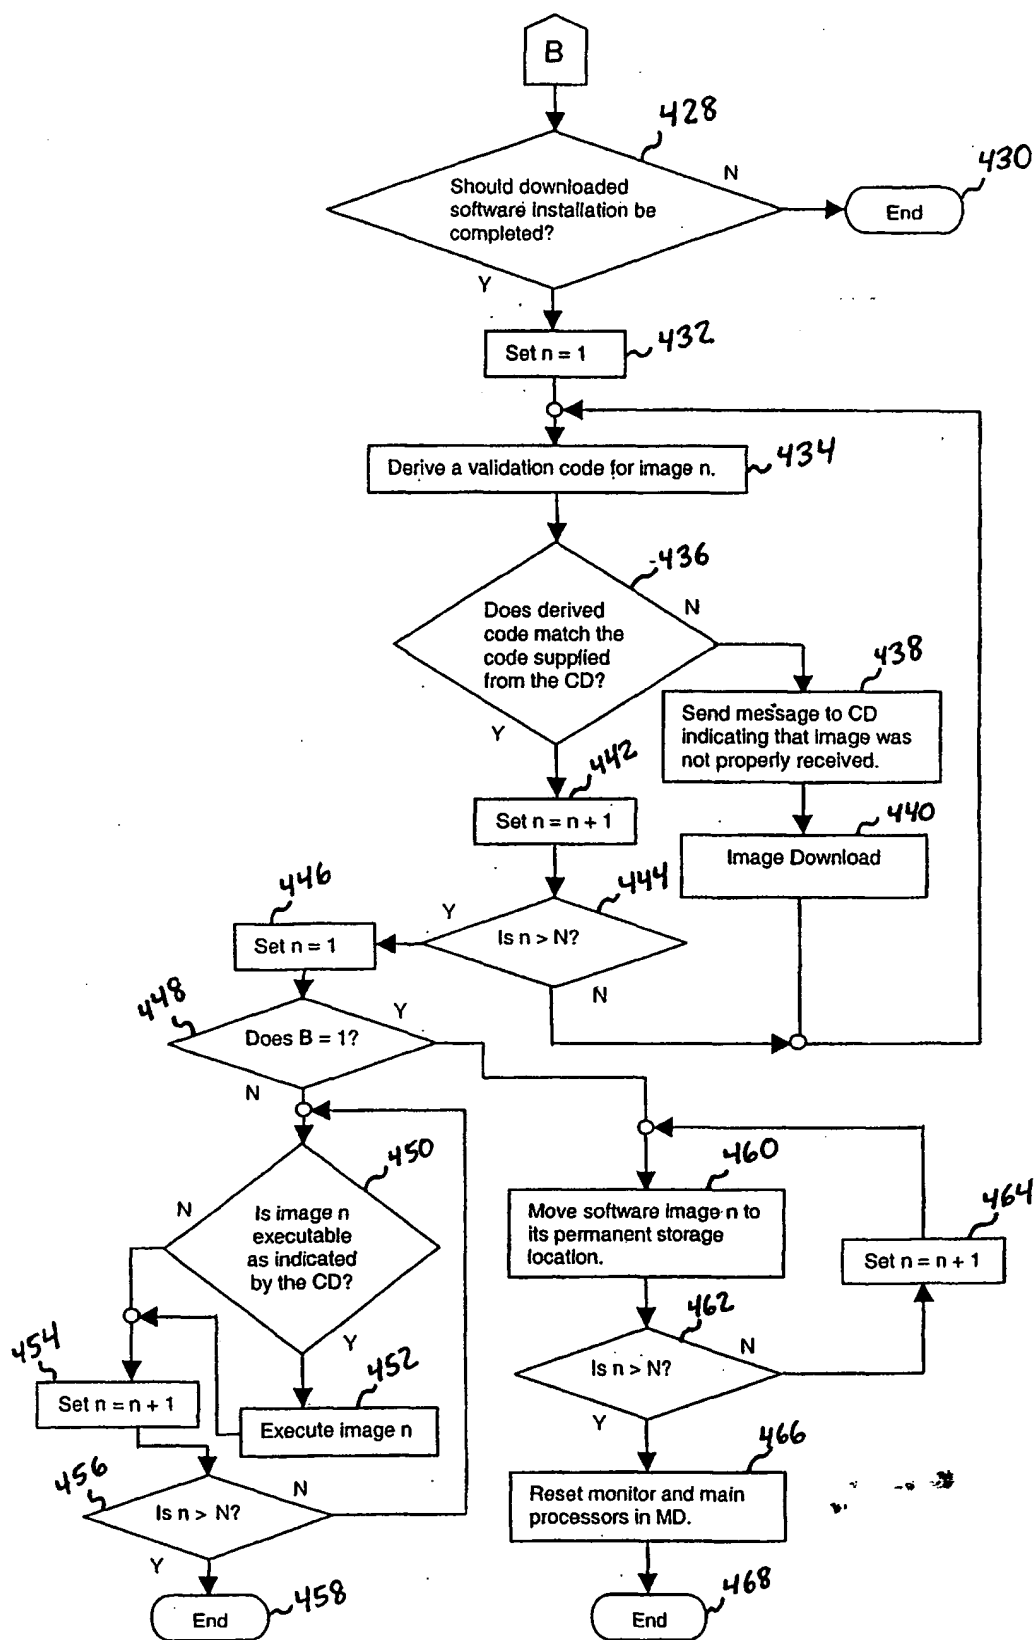 B
428
Should downloaded
software installation be
completed?
N
430
End
Y
Set n = 1
432
Derive a validation code for image n.
434
436
Does derived
code match the
code supplied
from the CD?
N
Y
438
Send message to CD
indicating that image was
not properly received.
442
Set n = n + 1
440
Image Download
446
444
Y
Set n = 1
Is n > N?
N
448
Y
Does B = 1?
N
450
N
Is image n
executable
as indicated
by the CD?
Y
460
Move software image n to
its permanent storage
location.
464
Set n = n + 1
462
N
Is n > N?
Y
454
Set n = n + 1
452
Execute image n
456
N
Is n > N?
Y
466
Reset monitor and main
processors in MD.
458
End
468
End